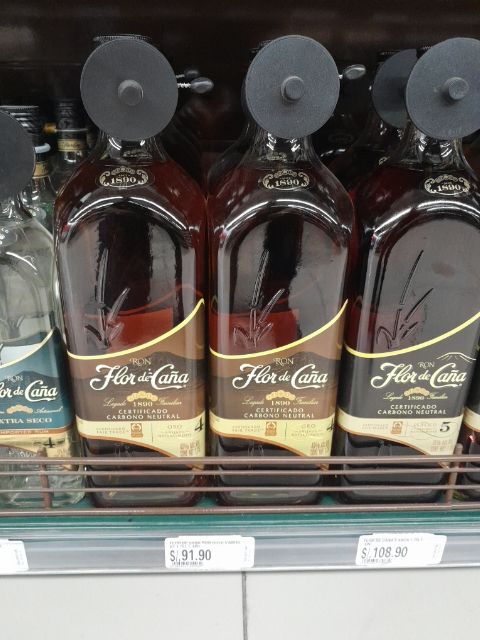 RON
Flor de Caña
EXTRA SECO
4
1890
RON
Flor de Caña
Legado Familiar
1890
CERTIFICADO
CARBONO NEUTRAL
ORO
4
1890
RON
Flor de Caña
Legado Familiar
1890
CERTIFICADO
CARBONO NEUTRAL
ORO
4
1890
RON
Flor de Caña
Legado Familiar
1890
CERTIFICADO
CARBONO NEUTRAL
5
S/.91.90
S/.108.90